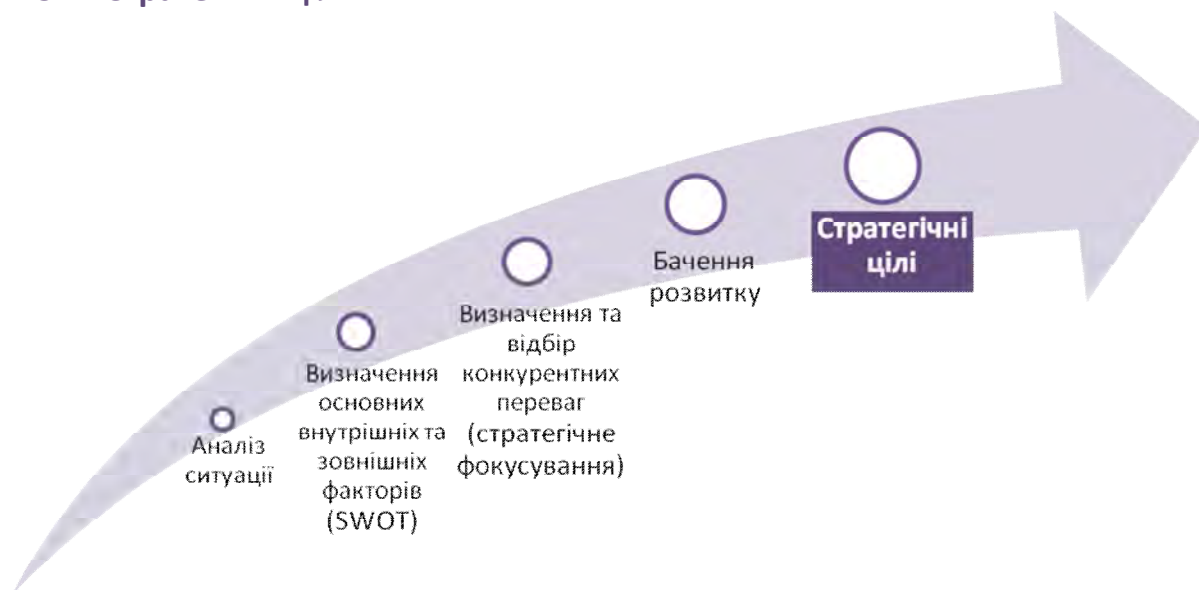 Аналіз
ситуації
Визначення
основних
внутрішніх та
зовнішніх
факторів
(SWOT)
Визначення та
відбір
конкурентних
переваг
(стратегічне
фокусування)
Бачення
розвитку
Стратегічні
цілі